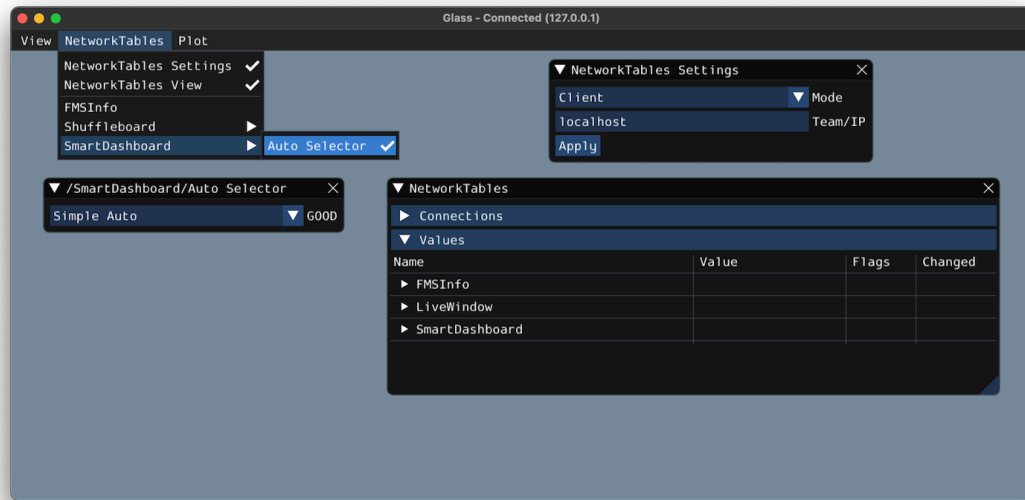 Glass - Connected (127.0.0.1)
View NetworkTables Plot
NetworkTables Settings
NetworkTables View
FMSInfo
Shuffleboard
SmartDashboard
Auto Selector
NetworkTables Settings
Client Mode
localhost Team/IP
Apply
/SmartDashboard/Auto Selector
Simple Auto GOOD
NetworkTables
Connections
Values
Name Value Flags Changed
FMSInfo
LiveWindow
SmartDashboard